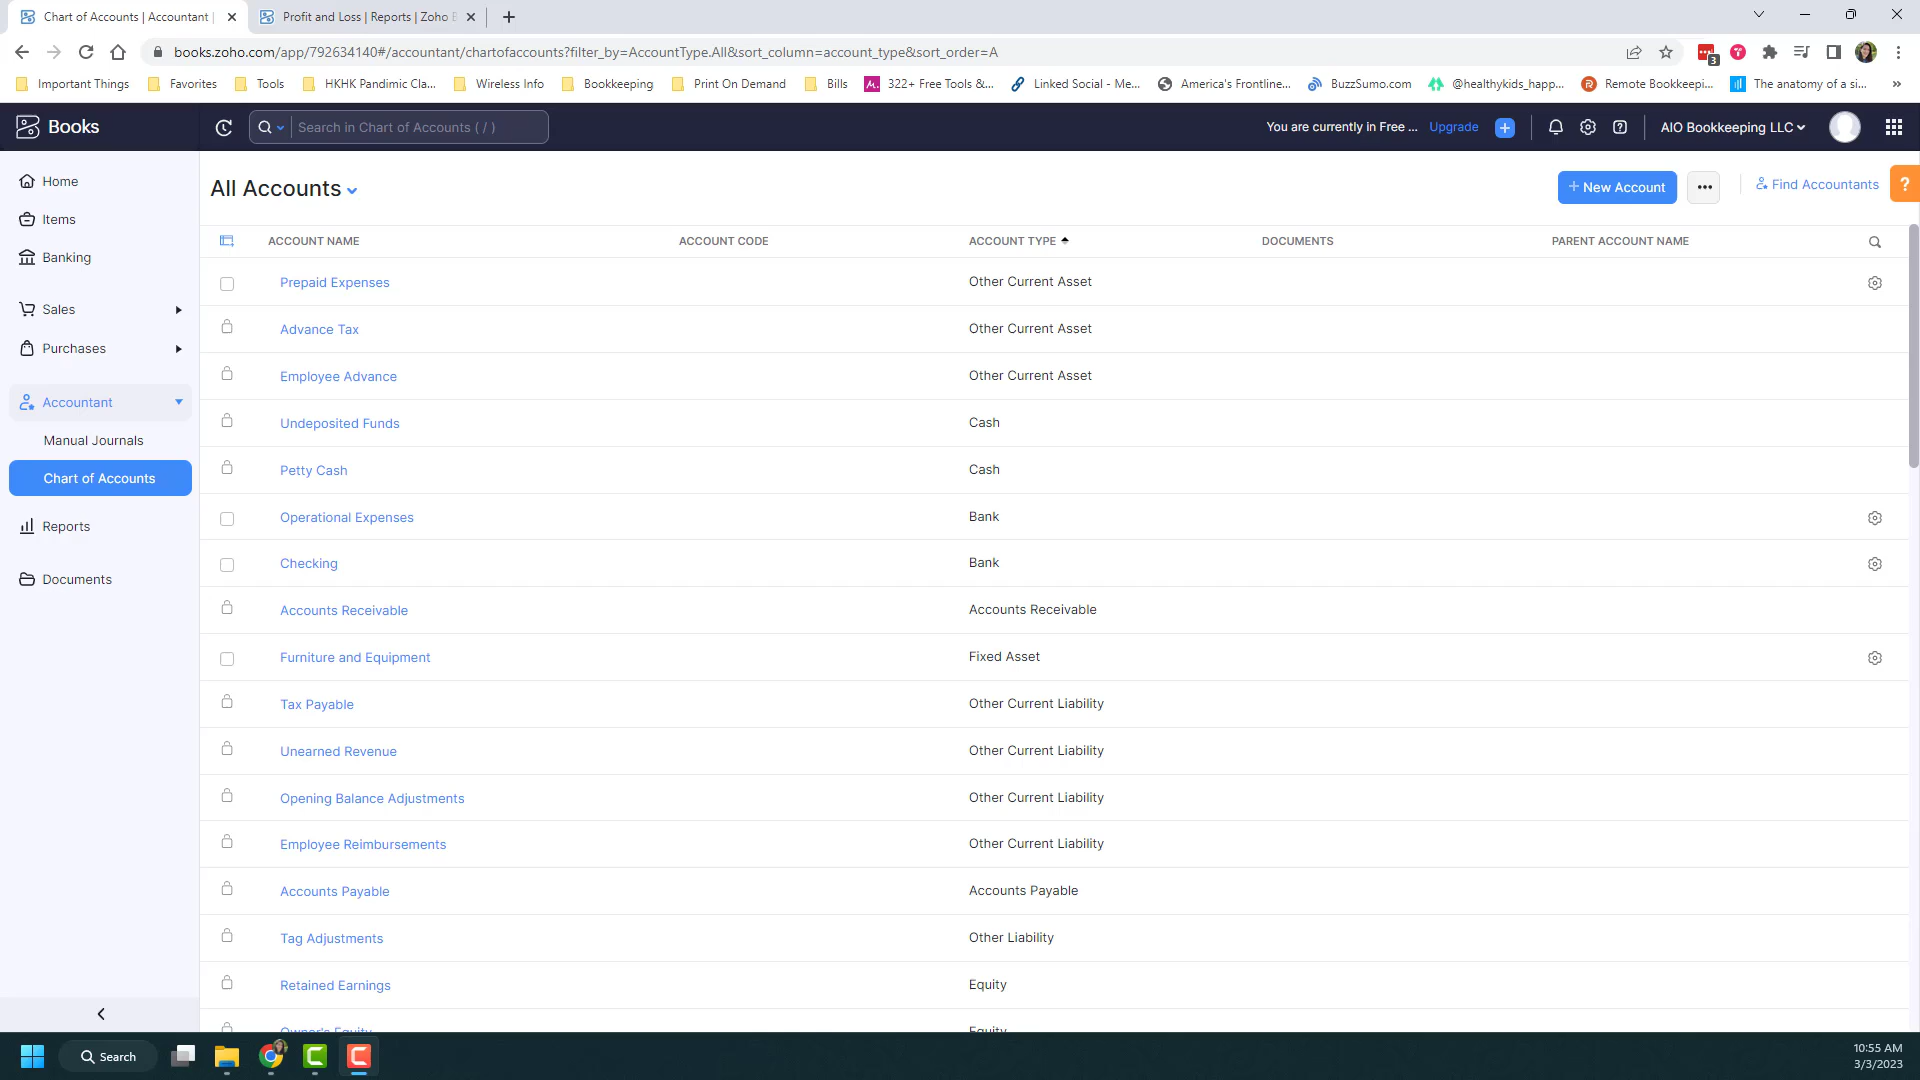 Chart of Accounts | Accountant |
Profit and Loss | Reports | Zoho B
books.zoho.com/app/792634140#/accountant/chartofaccounts?filter_by=AccountType.All&sort_column=account_type&sort_order=A
3
Important Things
Favorites
Tools
HKHK Pandimic Cla...
Wireless Info
Bookkeeping
Print On Demand
Bills
322+ Free Tools &...
Linked Social - Me...
America's Frontline...
BuzzSumo.com
@healthykids_happ...
Remote Bookkeepi...
The anatomy of a si...
»
Books
Search in Chart of Accounts ( / )
You are currently in Free ...
Upgrade
AIO Bookkeeping LLC
Home
Items
Banking
Sales
Purchases
Accountant
Manual Journals
Chart of Accounts
Reports
Documents
All Accounts
+ New Account
Find Accountants
?
ACCOUNT NAME ACCOUNT CODE ACCOUNT TYPE DOCUMENTS PARENT ACCOUNT NAME
Prepaid Expenses Other Current Asset
Advance Tax Other Current Asset
Employee Advance Other Current Asset
Undeposited Funds Cash
Petty Cash Cash
Operational Expenses Bank
Checking Bank
Accounts Receivable Accounts Receivable
Furniture and Equipment Fixed Asset
Tax Payable Other Current Liability
Unearned Revenue Other Current Liability
Opening Balance Adjustments Other Current Liability
Employee Reimbursements Other Current Liability
Accounts Payable Accounts Payable
Tag Adjustments Other Liability
Retained Earnings Equity
Owner's Equity Equity
Search
10:55 AM
3/3/2023